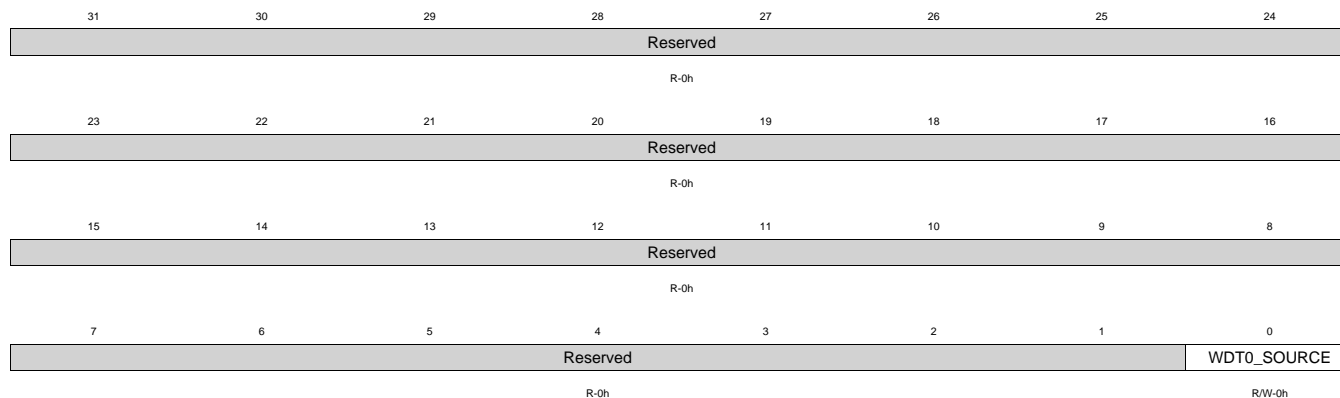 31 30 29 28 27 26 25 24
Reserved
R-0h
23 22 21 20 19 18 17 16
Reserved
R-0h
15 14 13 12 11 10 9 8
Reserved
R-0h
7 6 5 4 3 2 1 0
Reserved WDT0_SOURCE
R-0h R/W-0h